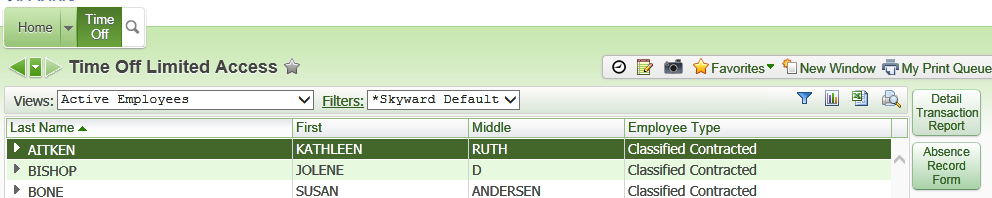 Home Time Off
Time Off Limited Access Favorites New Window My Print Queue
Views: Active Employees Filters: *Skyward Default
Detail Transaction Report
Last Name First Middle Employee Type
AITKEN KATHLEEN RUTH Classified Contracted
BISHOP JOLENE D Classified Contracted
BONE SUSAN ANDERSEN Classified Contracted
Absence Record Form